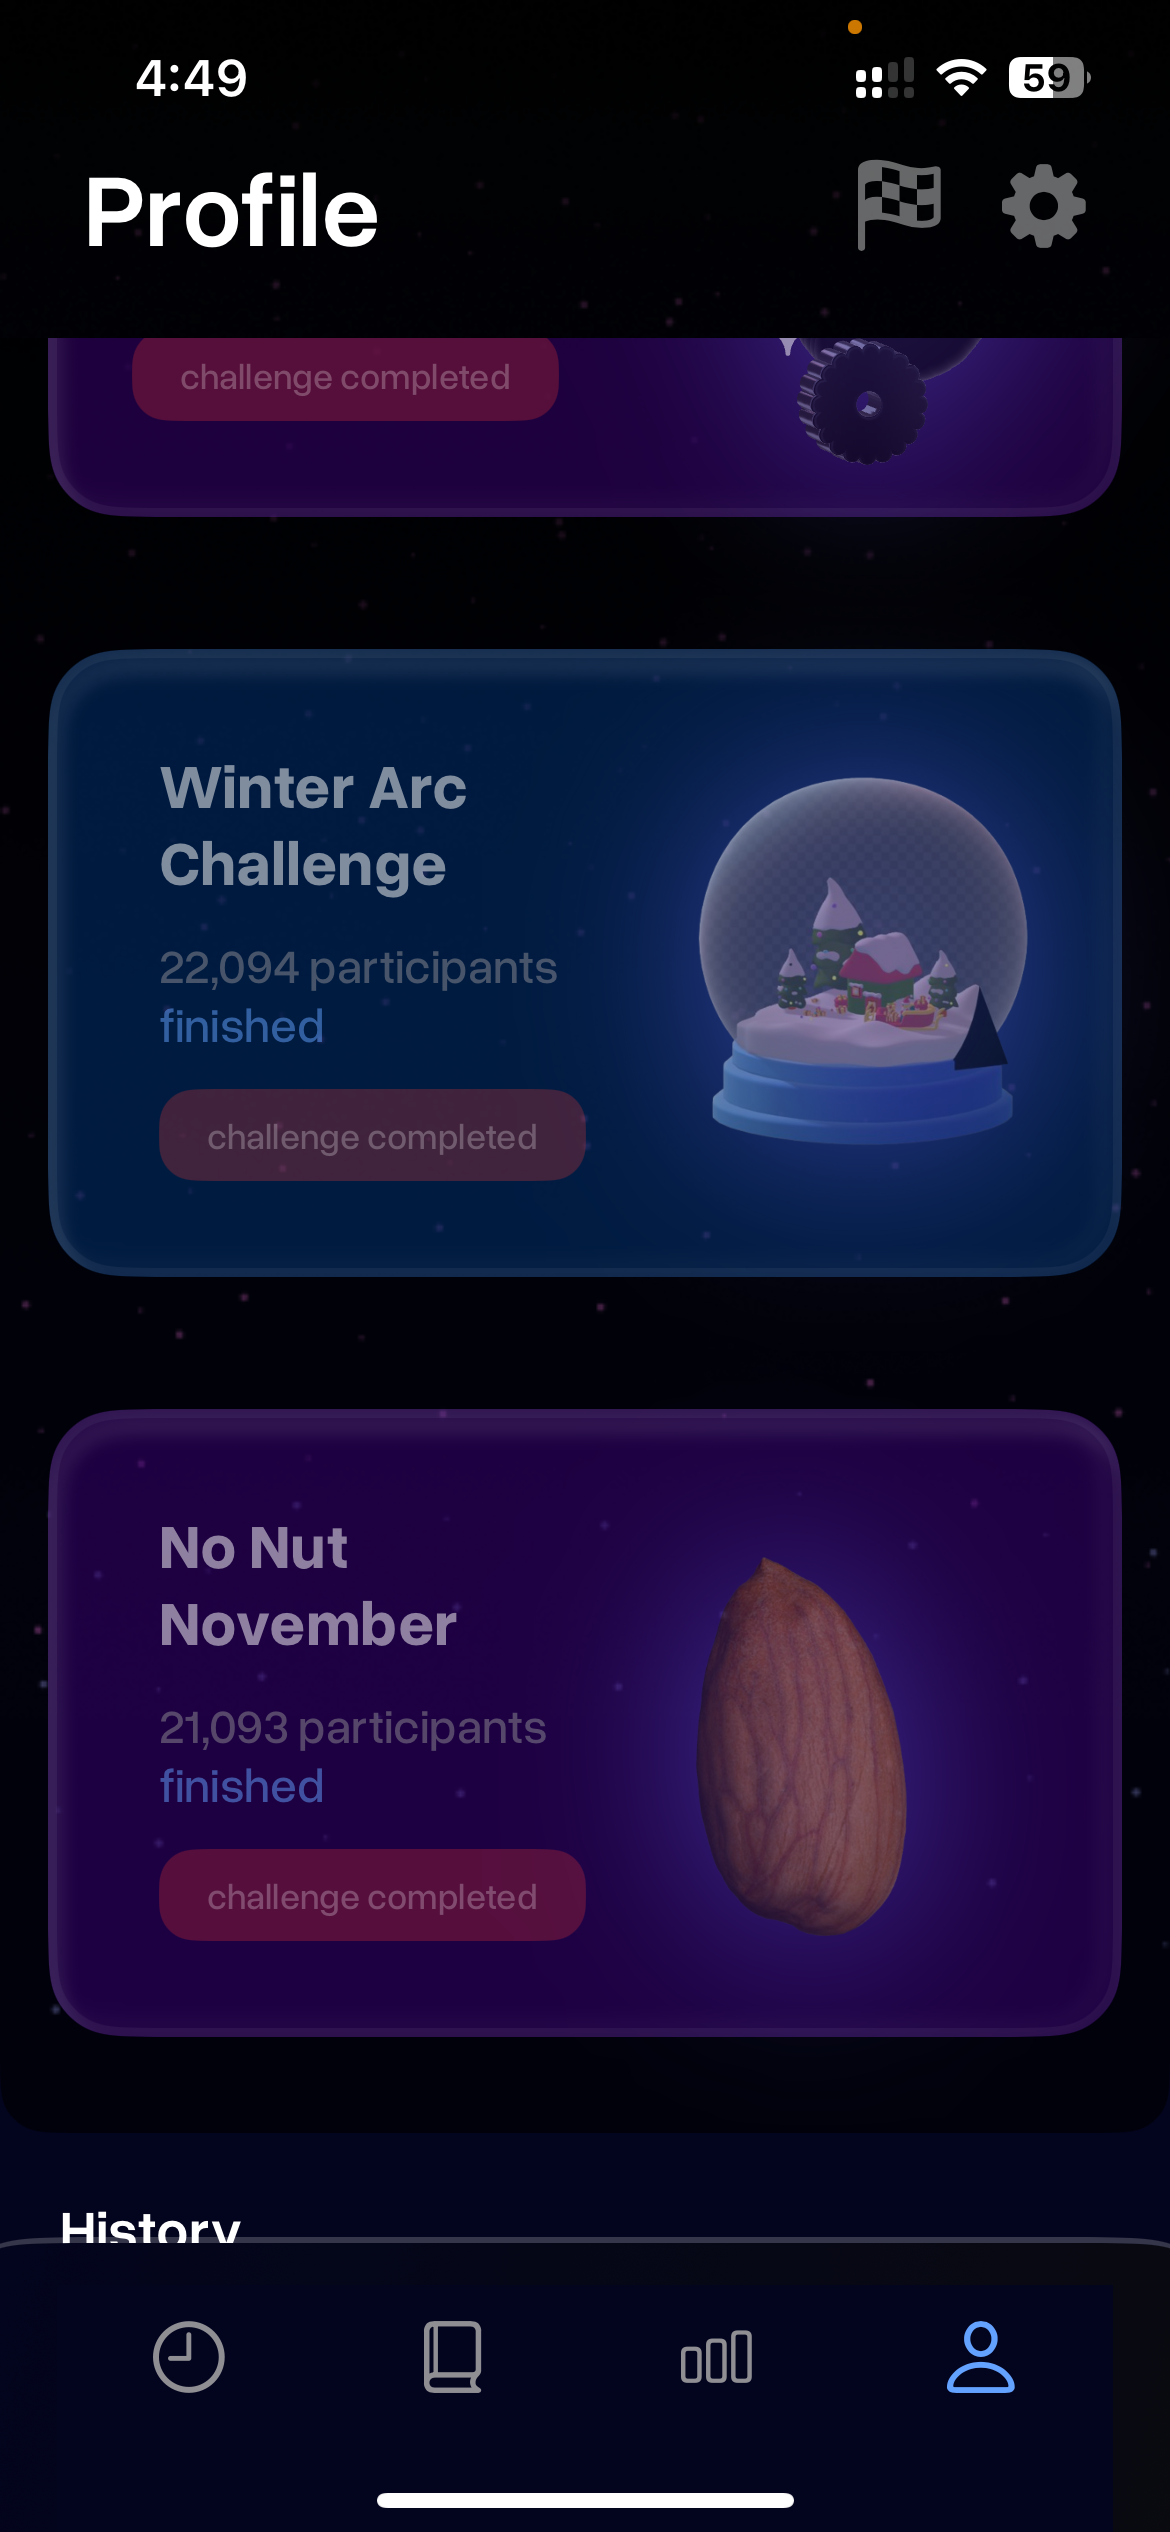 4:49
59
Profile
challenge completed
Winter Arc
Challenge
22,094 participants
finished
challenge completed
No Nut
November
21,093 participants
finished
challenge completed
History